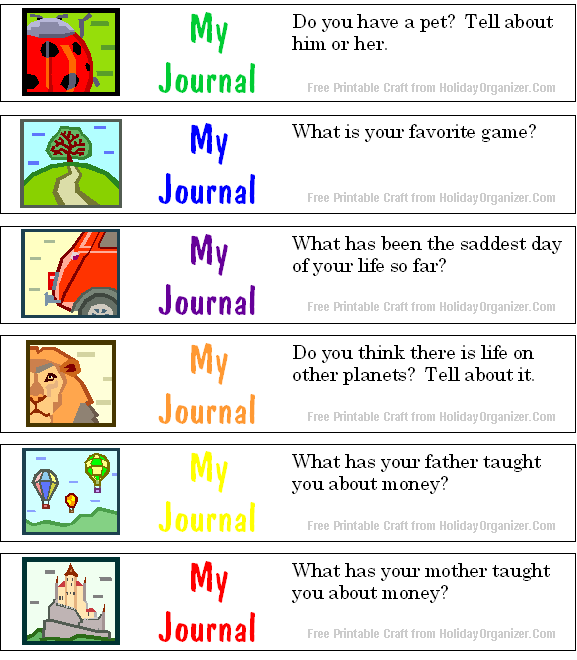 My
Journal
Do you have a pet?  Tell about
him or her.
Free Printable Craft from HolidayOrganizer.Com
My
Journal
What is your favorite game?
Free Printable Craft from HolidayOrganizer.Com
My
Journal
What has been the saddest day
of your life so far?
Free Printable Craft from HolidayOrganizer.Com
My
Journal
Do you think there is life on
other planets?  Tell about it.
Free Printable Craft from HolidayOrganizer.Com
My
Journal
What has your father taught
you about money?
Free Printable Craft from HolidayOrganizer.Com
My
Journal
What has your mother taught
you about money?
Free Printable Craft from HolidayOrganizer.Com